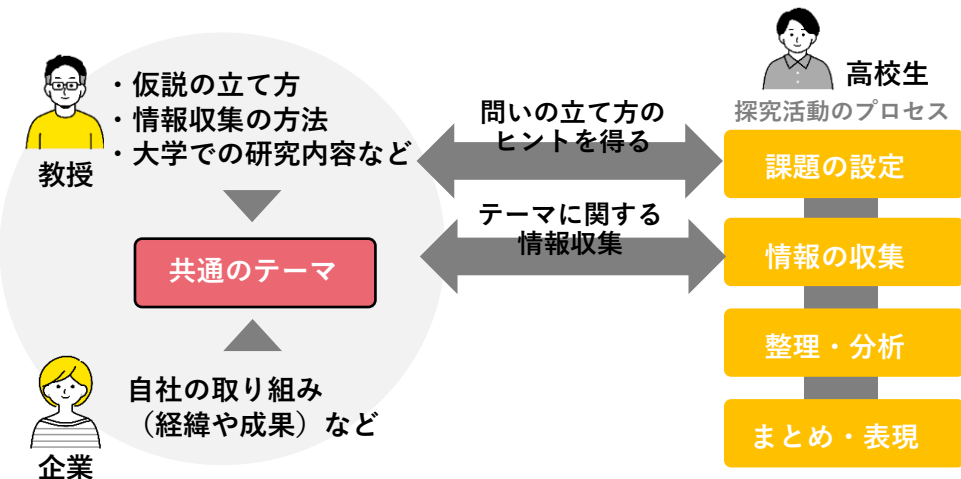 ・仮説の立て方
・情報収集の方法
・大学での研究内容など
教授
共通のテーマ
自社の取り組み
（経緯や成果）など
企業
問いの立て方の
ヒントを得る
テーマに関する
情報収集
高校生
探究活動のプロセス
課題の設定
情報の収集
整理・分析
まとめ・表現